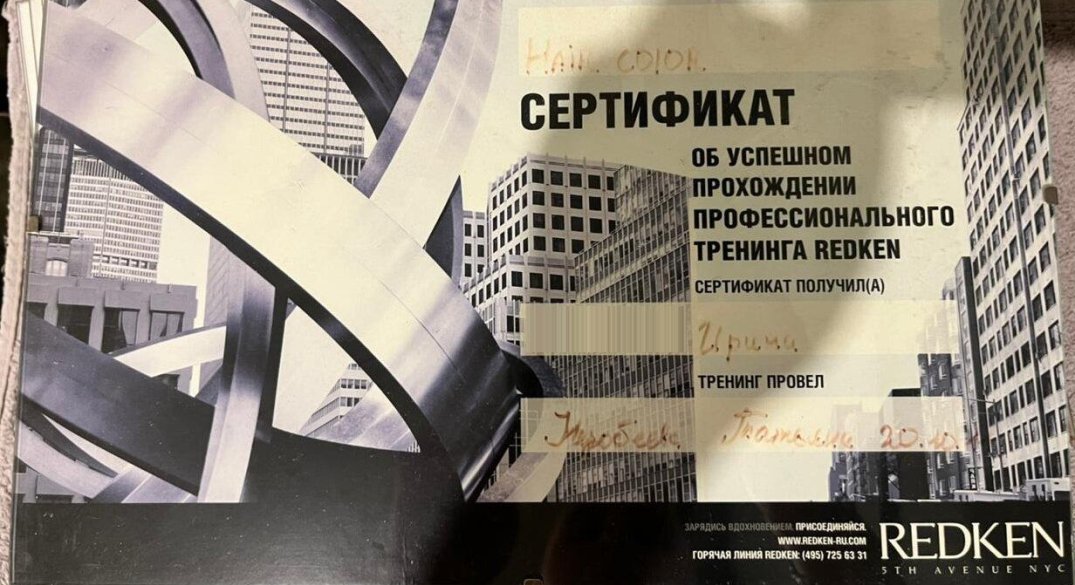 Hair color
СЕРТИФИКАТ
ОБ УСПЕШНОМ
ПРОХОЖДЕНИИ
ПРОФЕССИОНАЛЬНОГО
ТРЕНИНГА REDKEN
СЕРТИФИКАТ ПОЛУЧИЛ(А)
Ирина
ТРЕНИНГ ПРОВЕЛ
Татьяна 20.10
ЗАРЯДИСЬ ВДОХНОВЕНИЕМ. ПРИСОЕДИНЯЙСЯ.
WWW.REDKEN-RU.COM
ГОРЯЧАЯ ЛИНИЯ REDKEN: (495) 725 63 31
REDKEN
5TH AVENUE NYC